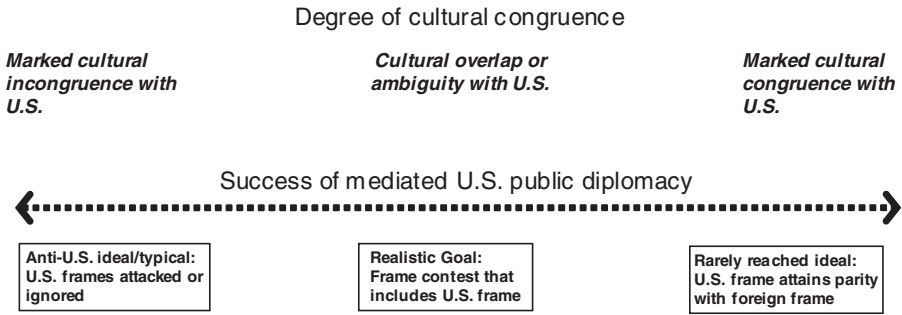 Degree of cultural congruence
Marked cultural
incongruence with
U.S.
Cultural overlap or
ambiguity with U.S.
Marked cultural
congruence with
U.S.
Success of mediated U.S. public diplomacy
Anti-U.S. ideal/typical:
U.S. frames attacked or
ignored
Realistic Goal:
Frame contest that
includes U.S. frame
Rarely reached ideal:
U.S. frame attains parity
with foreign frame